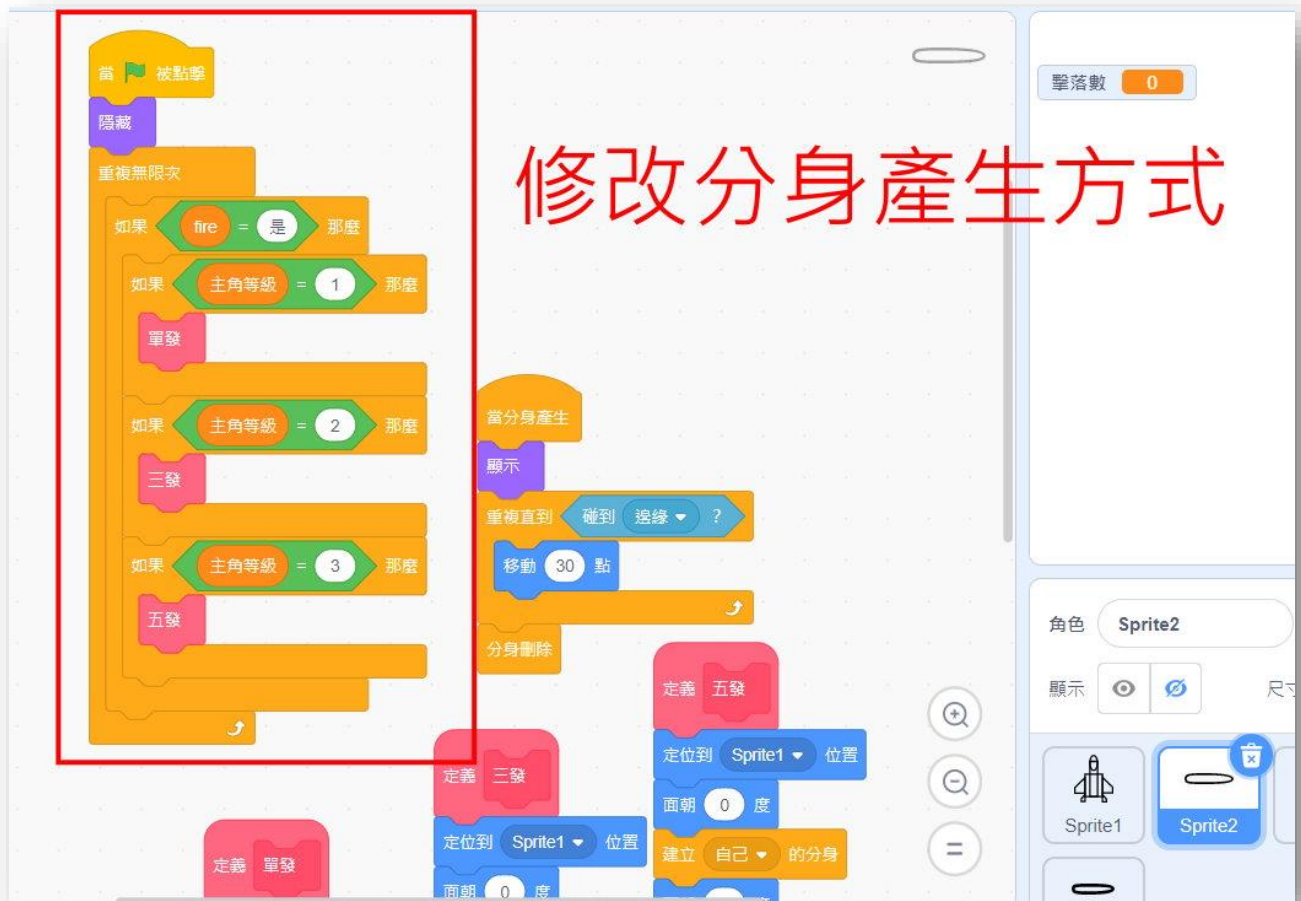 當 被點擊
隱藏
重複無限次
如果 fire = 是 那麼
如果 主角等級 = 1 那麼
單發
如果 主角等級 = 2 那麼
三發
如果 主角等級 = 3 那麼
五發
修改分身產生方式
當分身產生
顯示
重複直到 碰到 邊緣 ?
移動 30 點
分身刪除
定義 單發
定義 三發
定位到 Sprite1 位置
面朝 0 度
定義 五發
定位到 Sprite1 位置
面朝 0 度
建立 自己 的分身
擊落數 0
角色 Sprite2
顯示
Sprite1
Sprite2